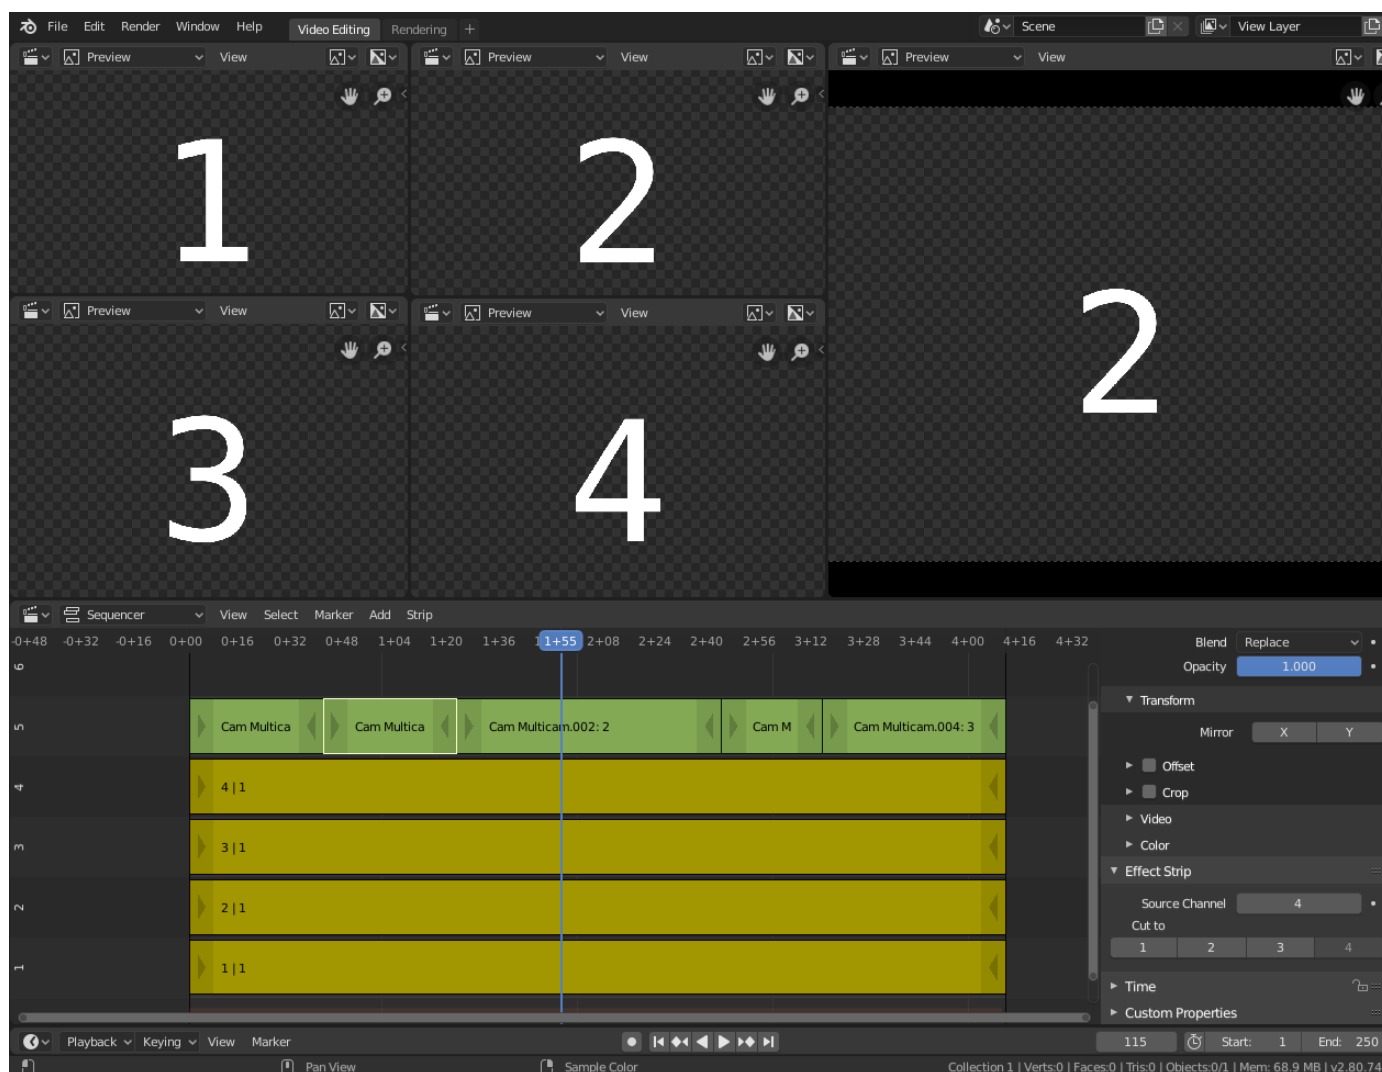 File Edit Render Window Help Video Editing Rendering + Scene View Layer
Preview View Preview View Preview View
1 2
2
Preview View Preview View
3 4
Sequencer View Select Marker Add Strip
-0+48 -0+32 -0+16 0+00 0+16 0+32 0+48 1+04 1+20 1+36 1+55 2+08 2+24 2+40 2+56 3+12 3+28 3+44 4+00 4+16 4+32
Blend Replace
Opacity 1.000
Transform
Mirror X Y
Offset
Crop
Video
Color
Effect Strip
Source Channel 4
Cut to
1 2 3 4
Time
Custom Properties
6
5 Cam Multica Cam Multica Cam Multicam.002: 2 Cam M Cam Multicam.004: 3
4 4 | 1
3 3 | 1
2 2 | 1
1 1 | 1
Playback Keying View Marker 115 Start: 1 End: 250
Pan View Sample Color Collection 1 | Verts:0 | Faces:0 | Tris:0 | Objects:0/1 | Mem: 68.9 MB | v2.80.74